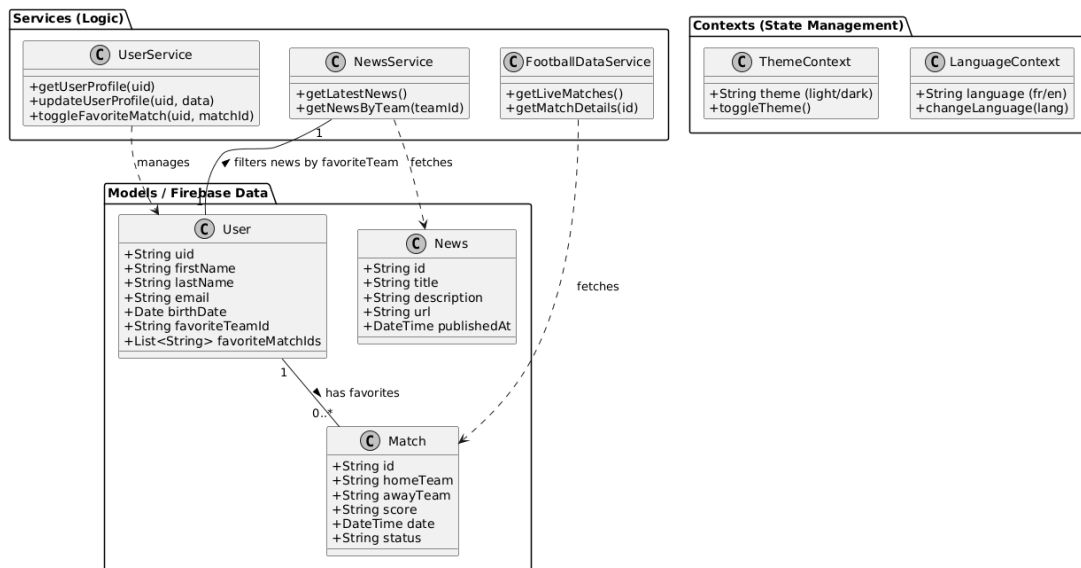 Services (Logic)
C UserService
+getUserProfile(uid)
+updateUserProfile(uid, data)
+toggleFavoriteMatch(uid, matchId)
C NewsService
+getLatestNews()
+getNewsByTeam(teamId)
C FootballDataService
+getLiveMatches()
+getMatchDetails(id)
Contexts (State Management)
C ThemeContext
+String theme (light/dark)
+toggleTheme()
C LanguageContext
+String language (fr/en)
+changeLanguage(lang)
1
manages
filters news by favoriteTeam
fetches
1
Models / Firebase Data
C User
+String uid
+String firstName
+String lastName
+String email
+Date birthDate
+String favoriteTeamId
+List<String> favoriteMatchIds
C News
+String id
+String title
+String description
+String url
+DateTime publishedAt
fetches
1
has favorites
0..*
C Match
+String id
+String homeTeam
+String awayTeam
+String score
+DateTime date
+String status